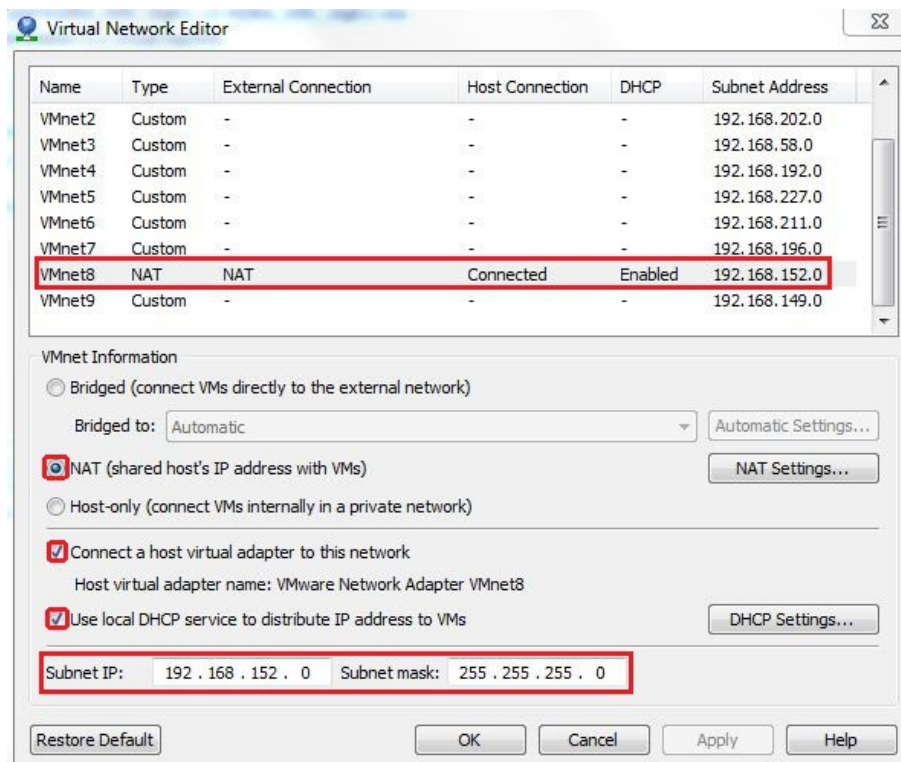 Virtual Network Editor
Name Type External Connection Host Connection DHCP Subnet Address
VMnet2 Custom - - - 192.168.202.0
VMnet3 Custom - - - 192.168.58.0
VMnet4 Custom - - - 192.168.192.0
VMnet5 Custom - - - 192.168.227.0
VMnet6 Custom - - - 192.168.211.0
VMnet7 Custom - - - 192.168.196.0
VMnet8 NAT NAT Connected Enabled 192.168.152.0
VMnet9 Custom - - - 192.168.149.0
VMnet Information
Bridged (connect VMs directly to the external network)
Bridged to: Automatic Automatic Settings...
NAT (shared host's IP address with VMs) NAT Settings...
Host-only (connect VMs internally in a private network)
Connect a host virtual adapter to this network
Host virtual adapter name: VMware Network Adapter VMnet8
Use local DHCP service to distribute IP address to VMs DHCP Settings...
Subnet IP: 192 . 168 . 152 . 0 Subnet mask: 255 . 255 . 255 . 0
Restore Default OK Cancel Apply Help